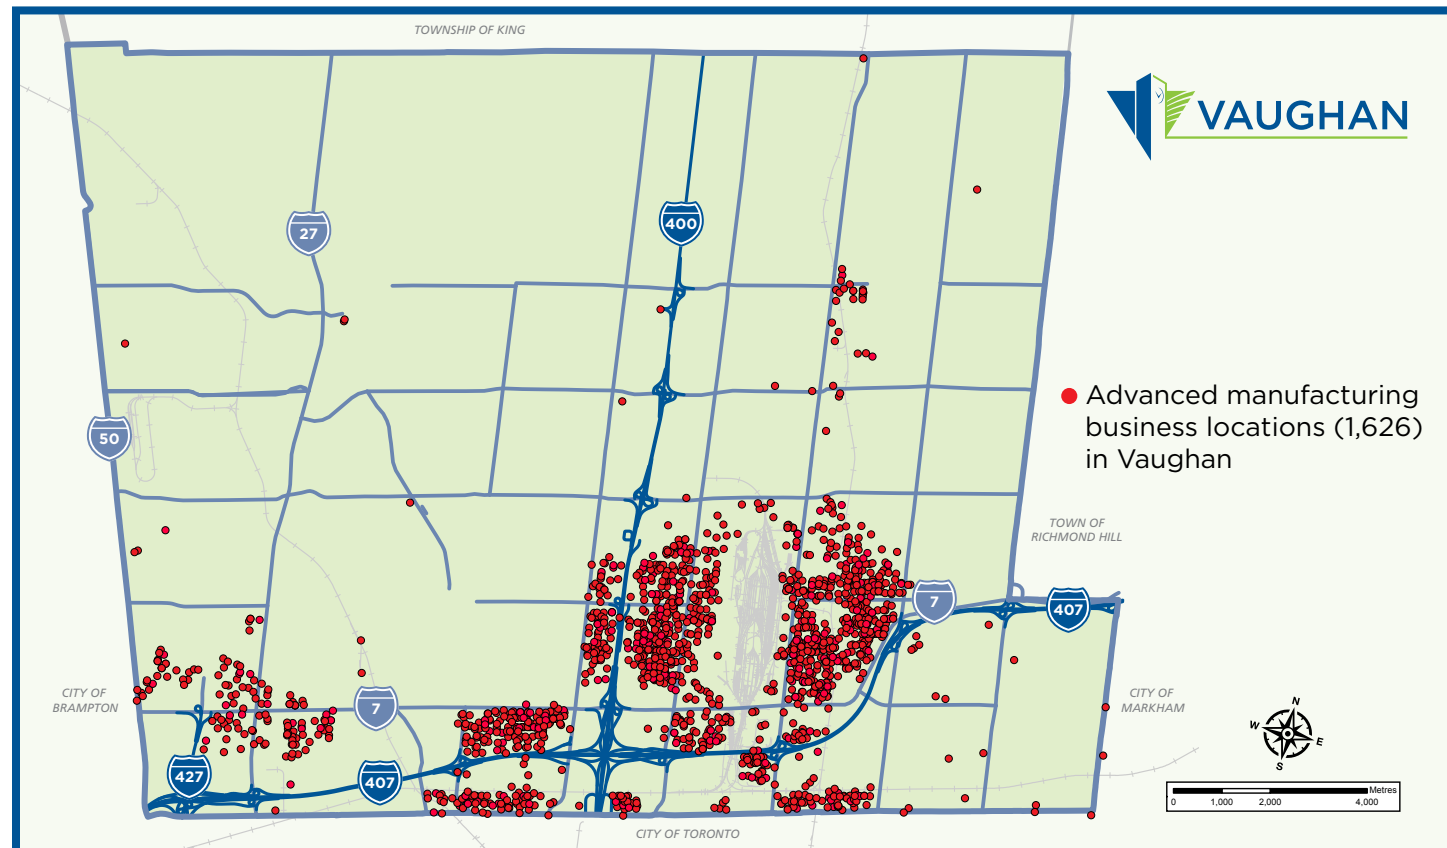 TOWNSHIP OF KING
VAUGHAN
400
27
Advanced manufacturing
business locations (1,626)
in Vaughan
50
TOWN OF
RICHMOND HILL
7
407
CITY OF
BRAMPTON
7
CITY OF
MARKHAM
N
W
E
S
427
407
Metres
0 1,000 2,000 4,000
CITY OF TORONTO